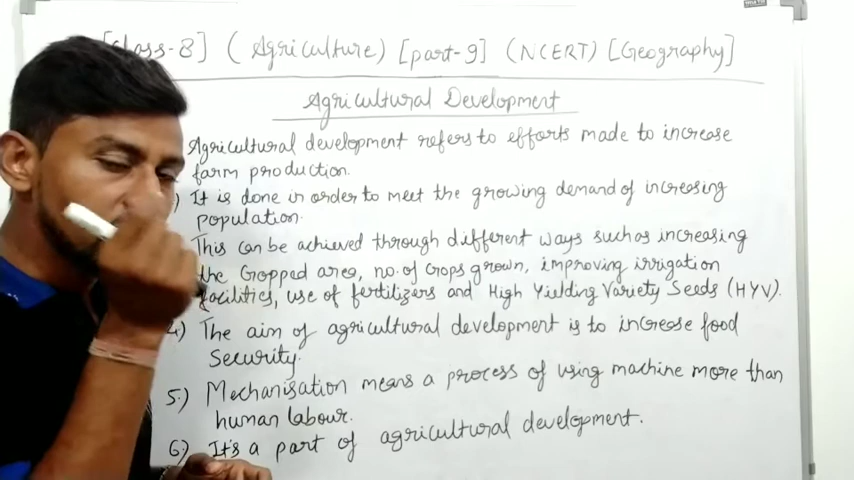 [Class-8] (Agriculture) [part-9] (NCERT) [Geography]
Agricultural Development
Agricultural development refers to efforts made to increase
farm production.
) It is done in order to meet the growing demand of increasing
population.
This can be achieved through different ways such as increasing
the Cropped area, no. of crops grown, improving irrigation
facilities, use of fertilizers and High Yielding Variety Seeds (HYV).
4) The aim of agricultural development is to increase food
Security.
5.) Mechanisation means a process of using machine more than
human labour.
6) It's a part of agricultural development.